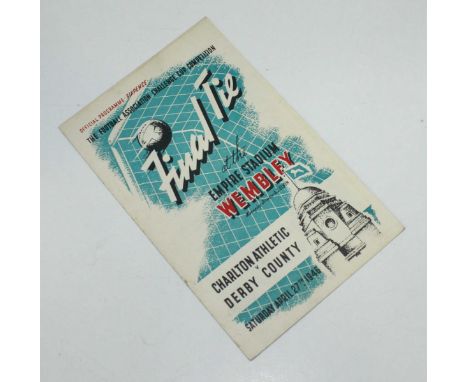 OFFICIAL PROGRAMME SIXPENCE
THE FOOTBALL ASSOCIATION CHALLENGE CUP COMPETITION
Final Tie
at the
EMPIRE STADIUM
WEMBLEY
CHARLTON ATHLETIC
V
DERBY COUNTY
SATURDAY APRIL 27TH 1946